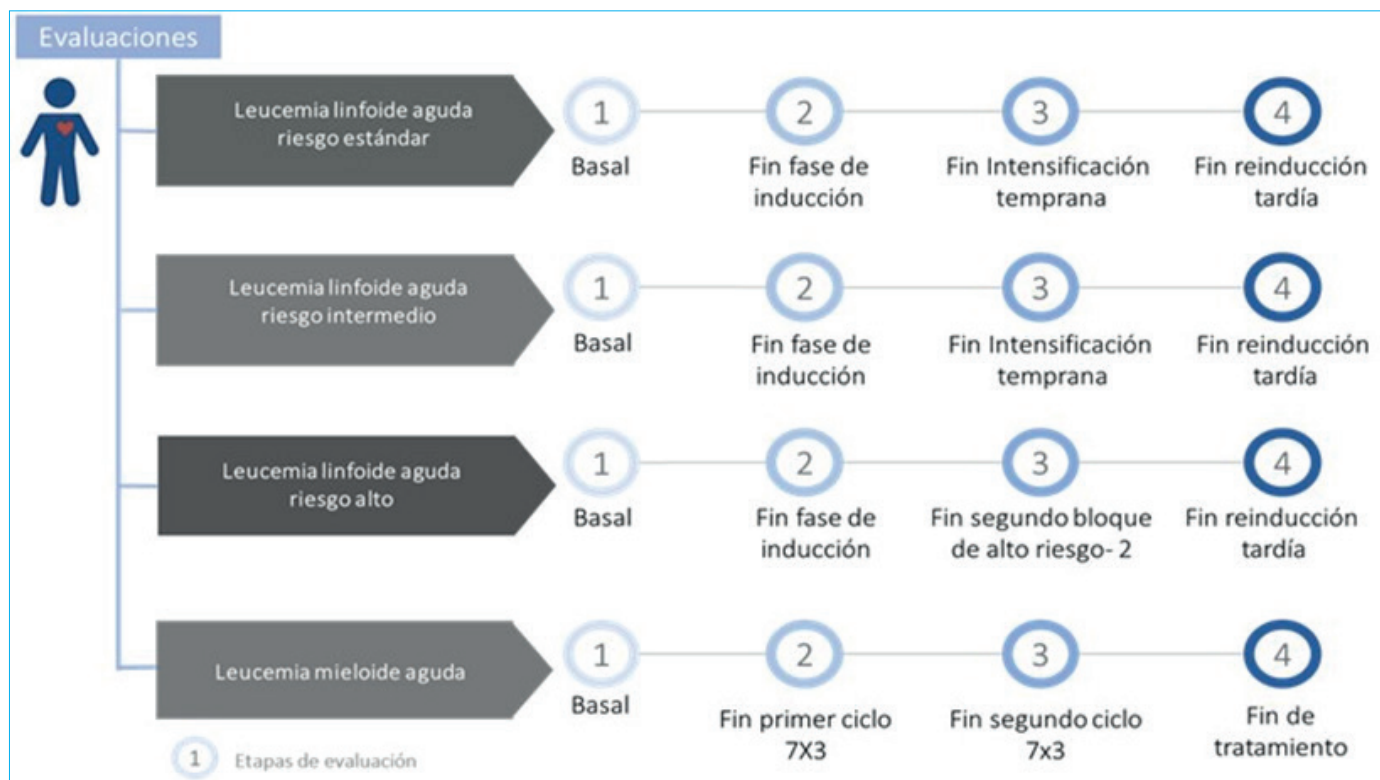 Evaluaciones
Leucemia linfoide aguda
riesgo estándar
1
2
3
4
Basal
Fin fase de
inducción
Fin Intensificación
temprana
Fin reinducción
tardía
Leucemia linfoide aguda
riesgo intermedio
1
2
3
4
Basal
Fin fase de
inducción
Fin Intensificación
temprana
Fin reinducción
tardía
Leucemia linfoide aguda
riesgo alto
1
2
3
4
Basal
Fin fase de
inducción
Fin segundo bloque
de alto riesgo- 2
Fin reinducción
tardía
Leucemia mieloide aguda
1
2
3
4
Basal
Fin primer ciclo
7X3
Fin segundo ciclo
7x3
Fin de
tratamiento
1
Etapas de evaluación